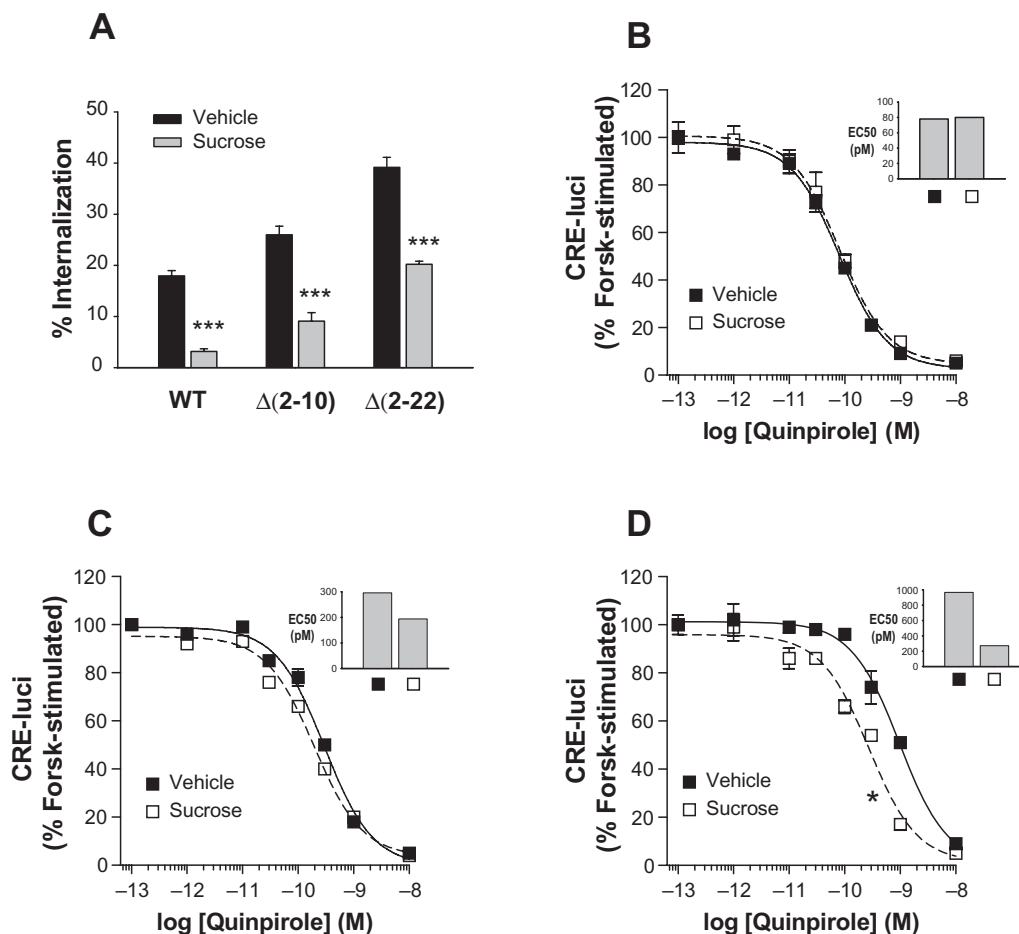 A
% Internalization
50
40
30
20
10
0
Vehicle
Sucrose
***
***
***
WT
Δ(2-10)
Δ(2-22)
B
CRE-luci
(% Forsk-stimulated)
120
100
80
60
40
20
0
EC50
(pM)
100
80
60
40
20
0
Vehicle
Sucrose
–13 –12 –11 –10 –9 –8
log [Quinpirole] (M)
C
CRE-luci
(% Forsk-stimulated)
120
100
80
60
40
20
0
EC50
(pM)
300
200
100
0
Vehicle
Sucrose
–13 –12 –11 –10 –9 –8
log [Quinpirole] (M)
D
CRE-luci
(% Forsk-stimulated)
120
100
80
60
40
20
0
EC50
(pM)
1000
800
600
400
200
0
Vehicle
Sucrose
*
–13 –12 –11 –10 –9 –8
log [Quinpirole] (M)